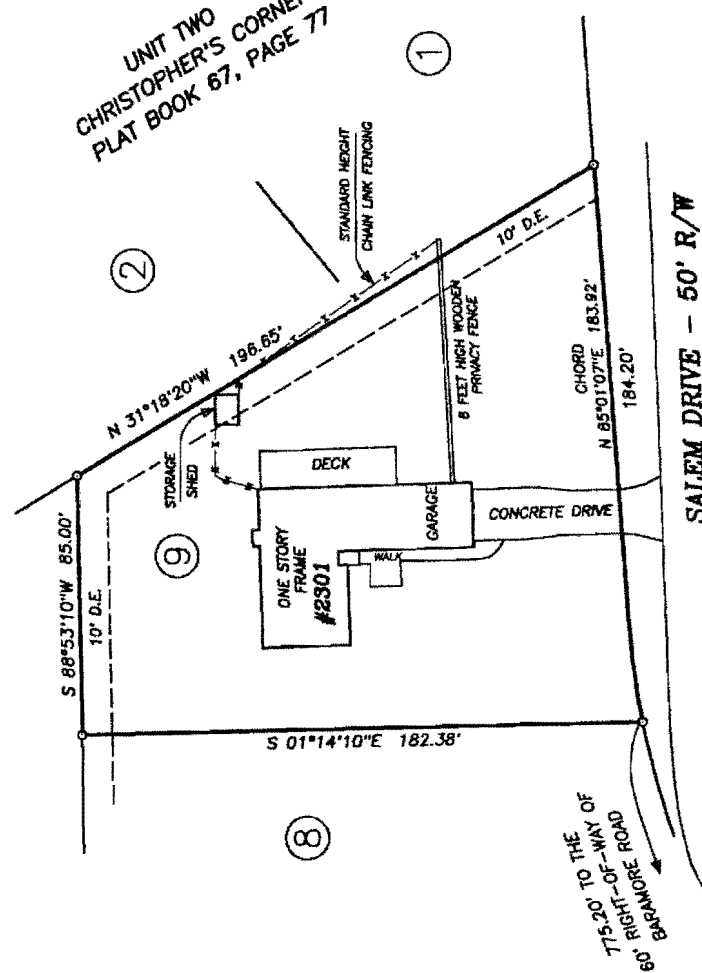 UNIT TWO
CHRISTOPHER'S CORNER
PLAT BOOK 67, PAGE 77
1
2
STANDARD HEIGHT
CHAIN LINK FENCING
N 31°18'20"W 196.65'
10' D.E.
8 FEET HIGH WOODEN
PRIVACY FENCE
CHORD
N 85°01'07"E 183.92'
184.20'
SALEM DRIVE - 50' R/W
STORAGE
SHED
DECK
S 88°53'10"W 85.00'
10' D.E.
9
ONE STORY
FRAME
#2301
GARAGE
WALK
CONCRETE DRIVE
S 01°14'10"E 182.38'
8
775.20' TO THE
60' RIGHT-OF-WAY OF
BARAMORE ROAD